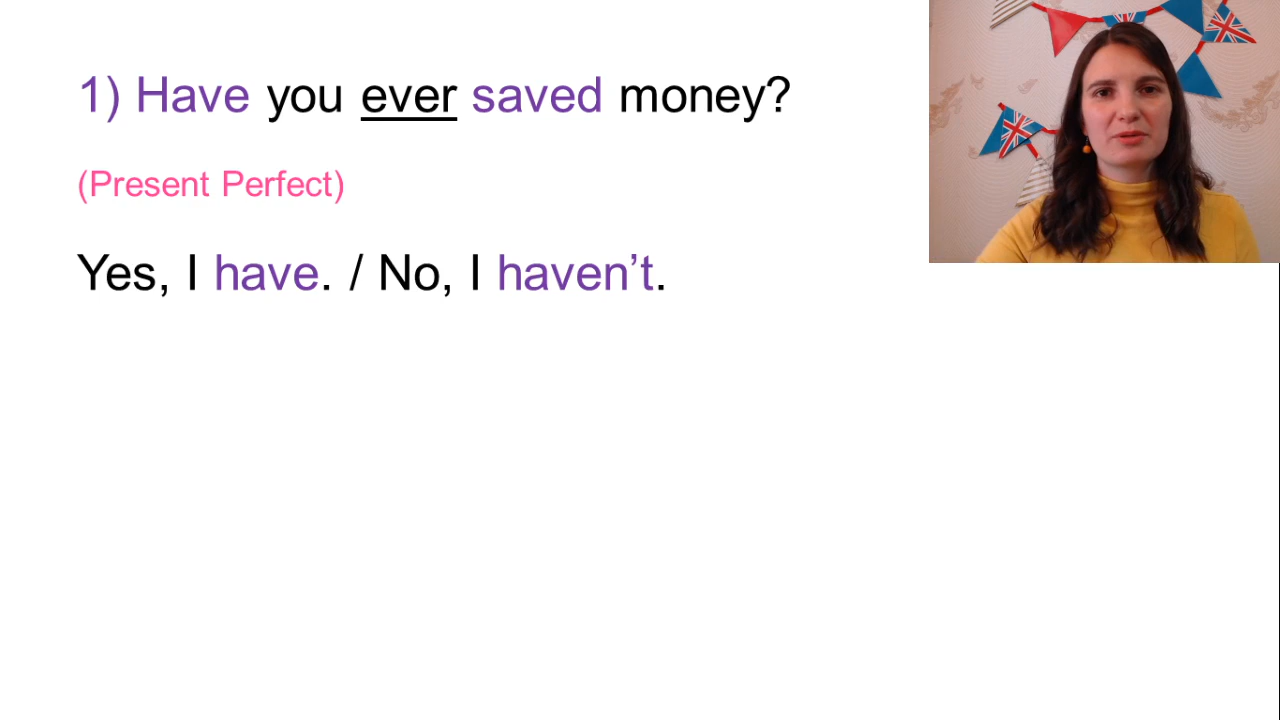 1) Have you ever saved money?
(Present Perfect)
Yes, I have. / No, I haven’t.